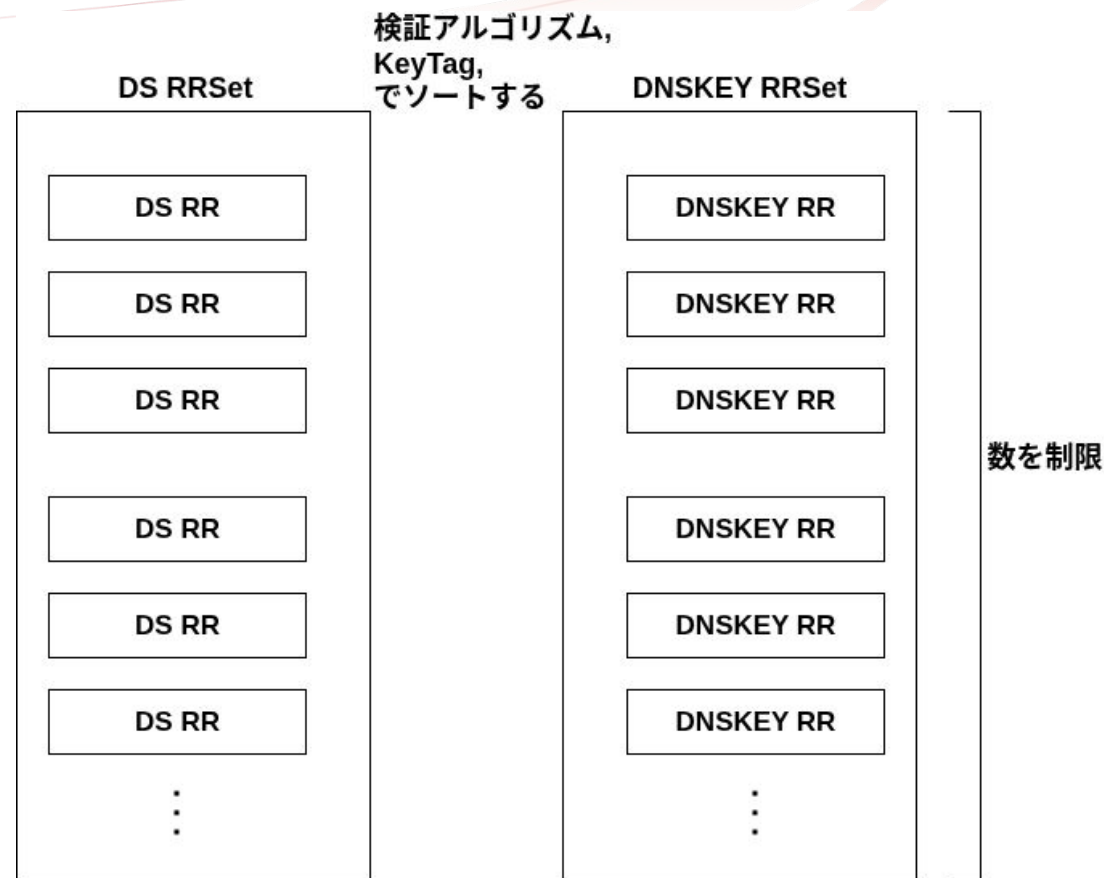 検証アルゴリズム,
KeyTag,
でソートする
DS RRSet
DNSKEY RRSet
DS RR
DNSKEY RR
DS RR
DNSKEY RR
DS RR
DNSKEY RR
数を制限
DS RR
DNSKEY RR
DS RR
DNSKEY RR
DS RR
DNSKEY RR